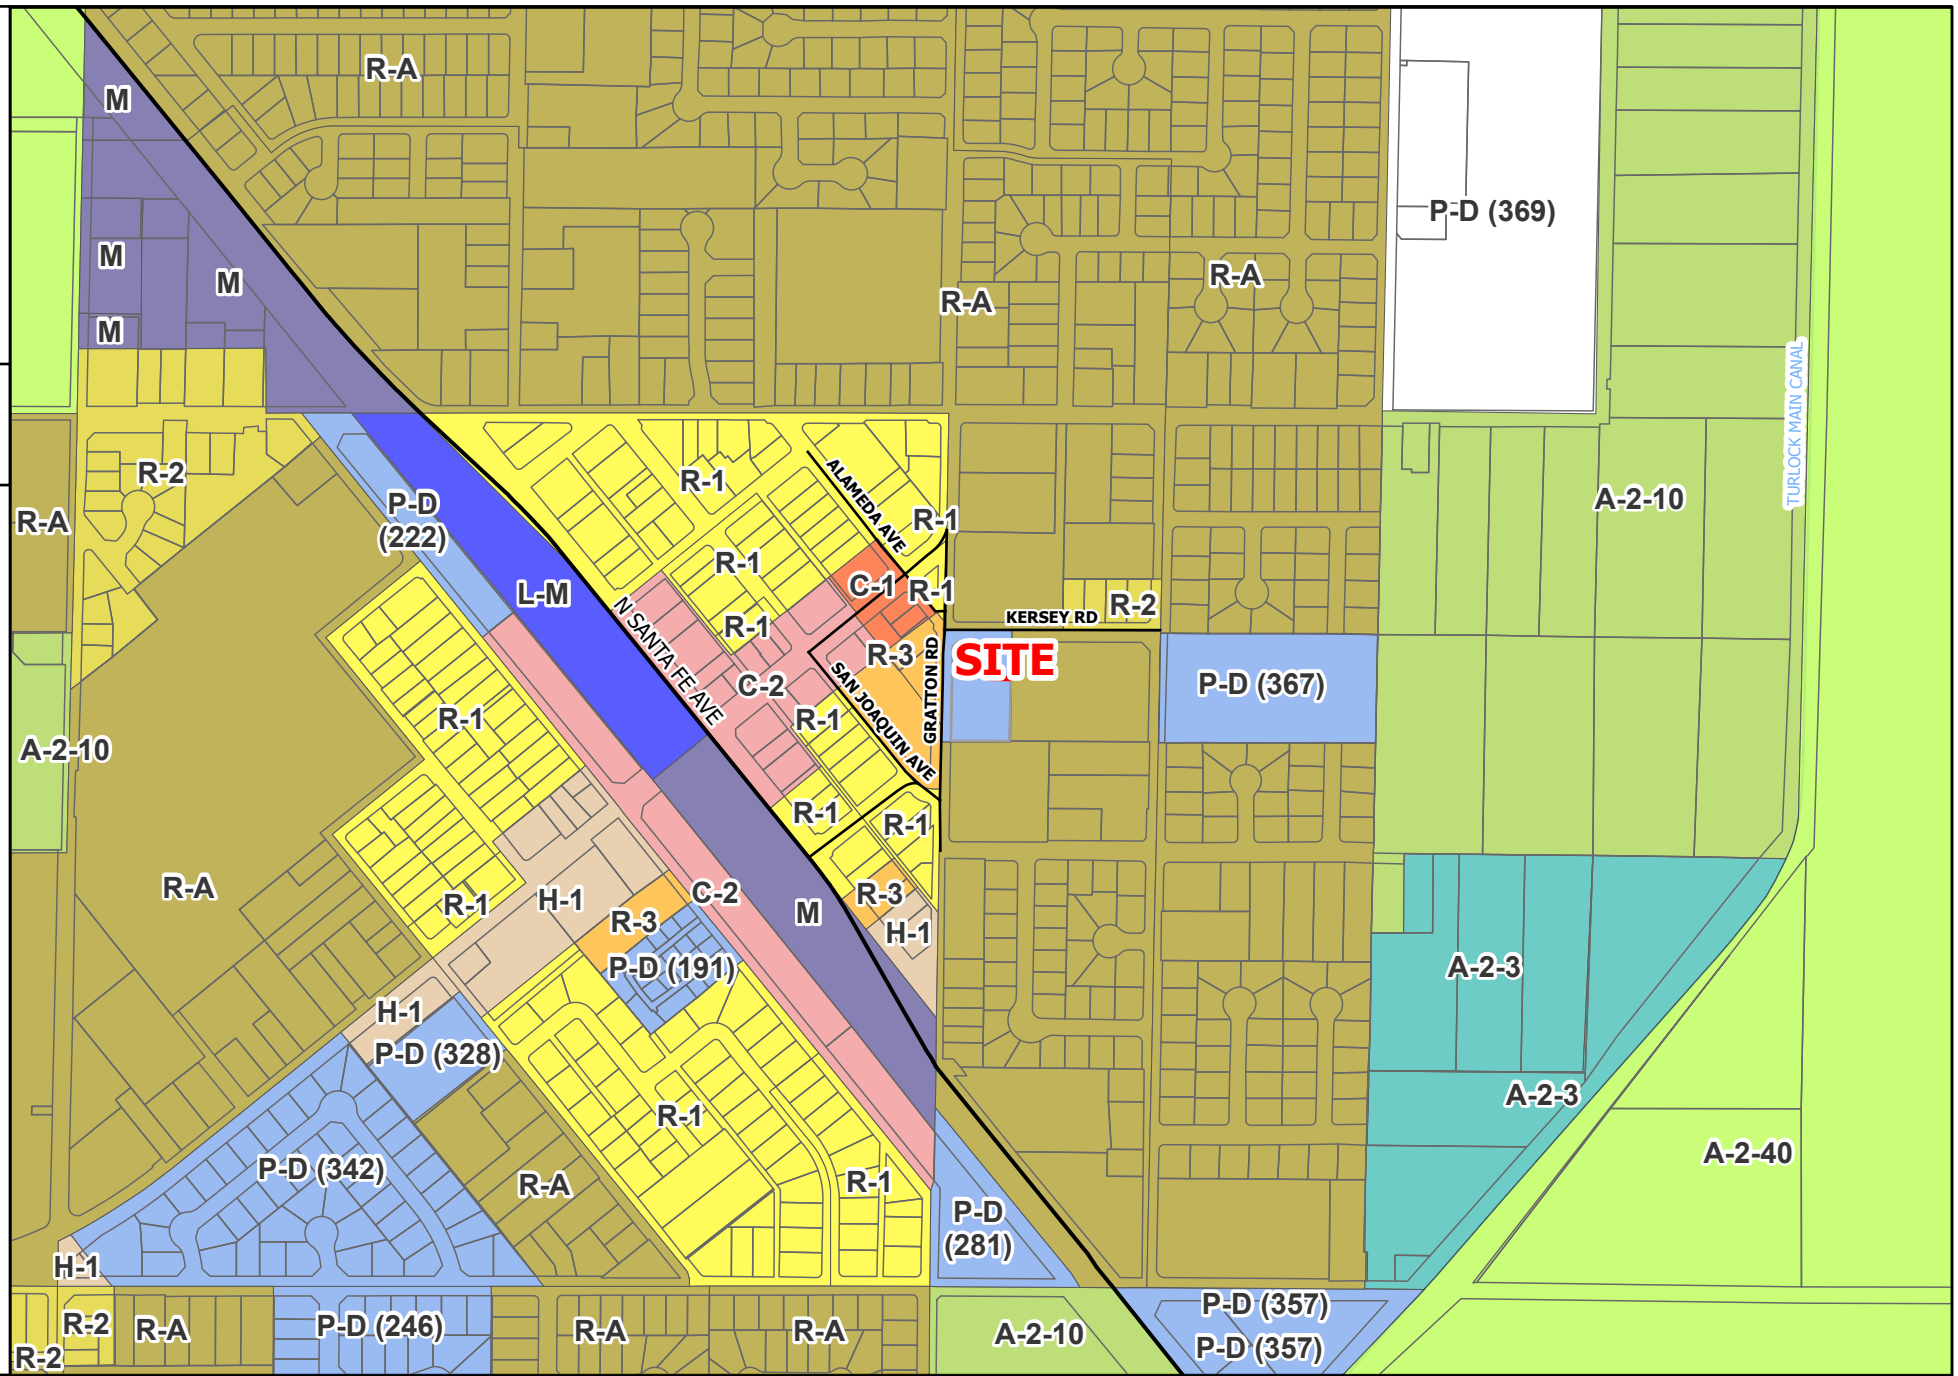 R-A
M
P-D (369)
M
M
R-A
R-A
M
TURLOCK MAIN CANAL
R-2
R-1
ALAMEDA AVE
P-D
(222)
A-2-10
R-A
R-1
R-1
C-1
R-1
L-M
R-2
N SANTA FE AVE
KERSEY RD
R-1
R-3
GRATTON RD
SITE
C-2
SAN JOAQUIN AVE
P-D (367)
R-1
R-1
A-2-10
R-1
R-1
R-A
R-1
H-1
C-2
R-3
M
R-3
H-1
P-D (191)
A-2-3
H-1
P-D (328)
R-1
A-2-3
A-2-40
P-D (342)
R-A
R-1
P-D
(281)
H-1
R-2
R-A
P-D (246)
R-A
R-A
A-2-10
P-D (357)
P-D (357)
R-2